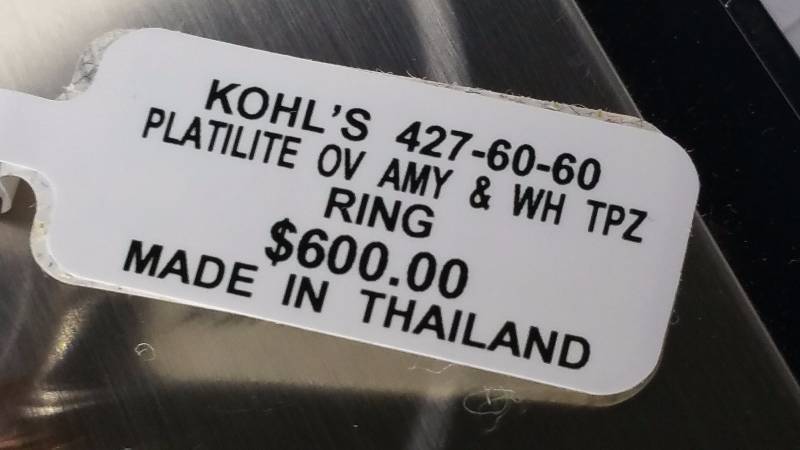 KOHL'S 427-60-60
PLATILITE OV AMY & WH TPZ
RING
$600.00
MADE IN THAILAND